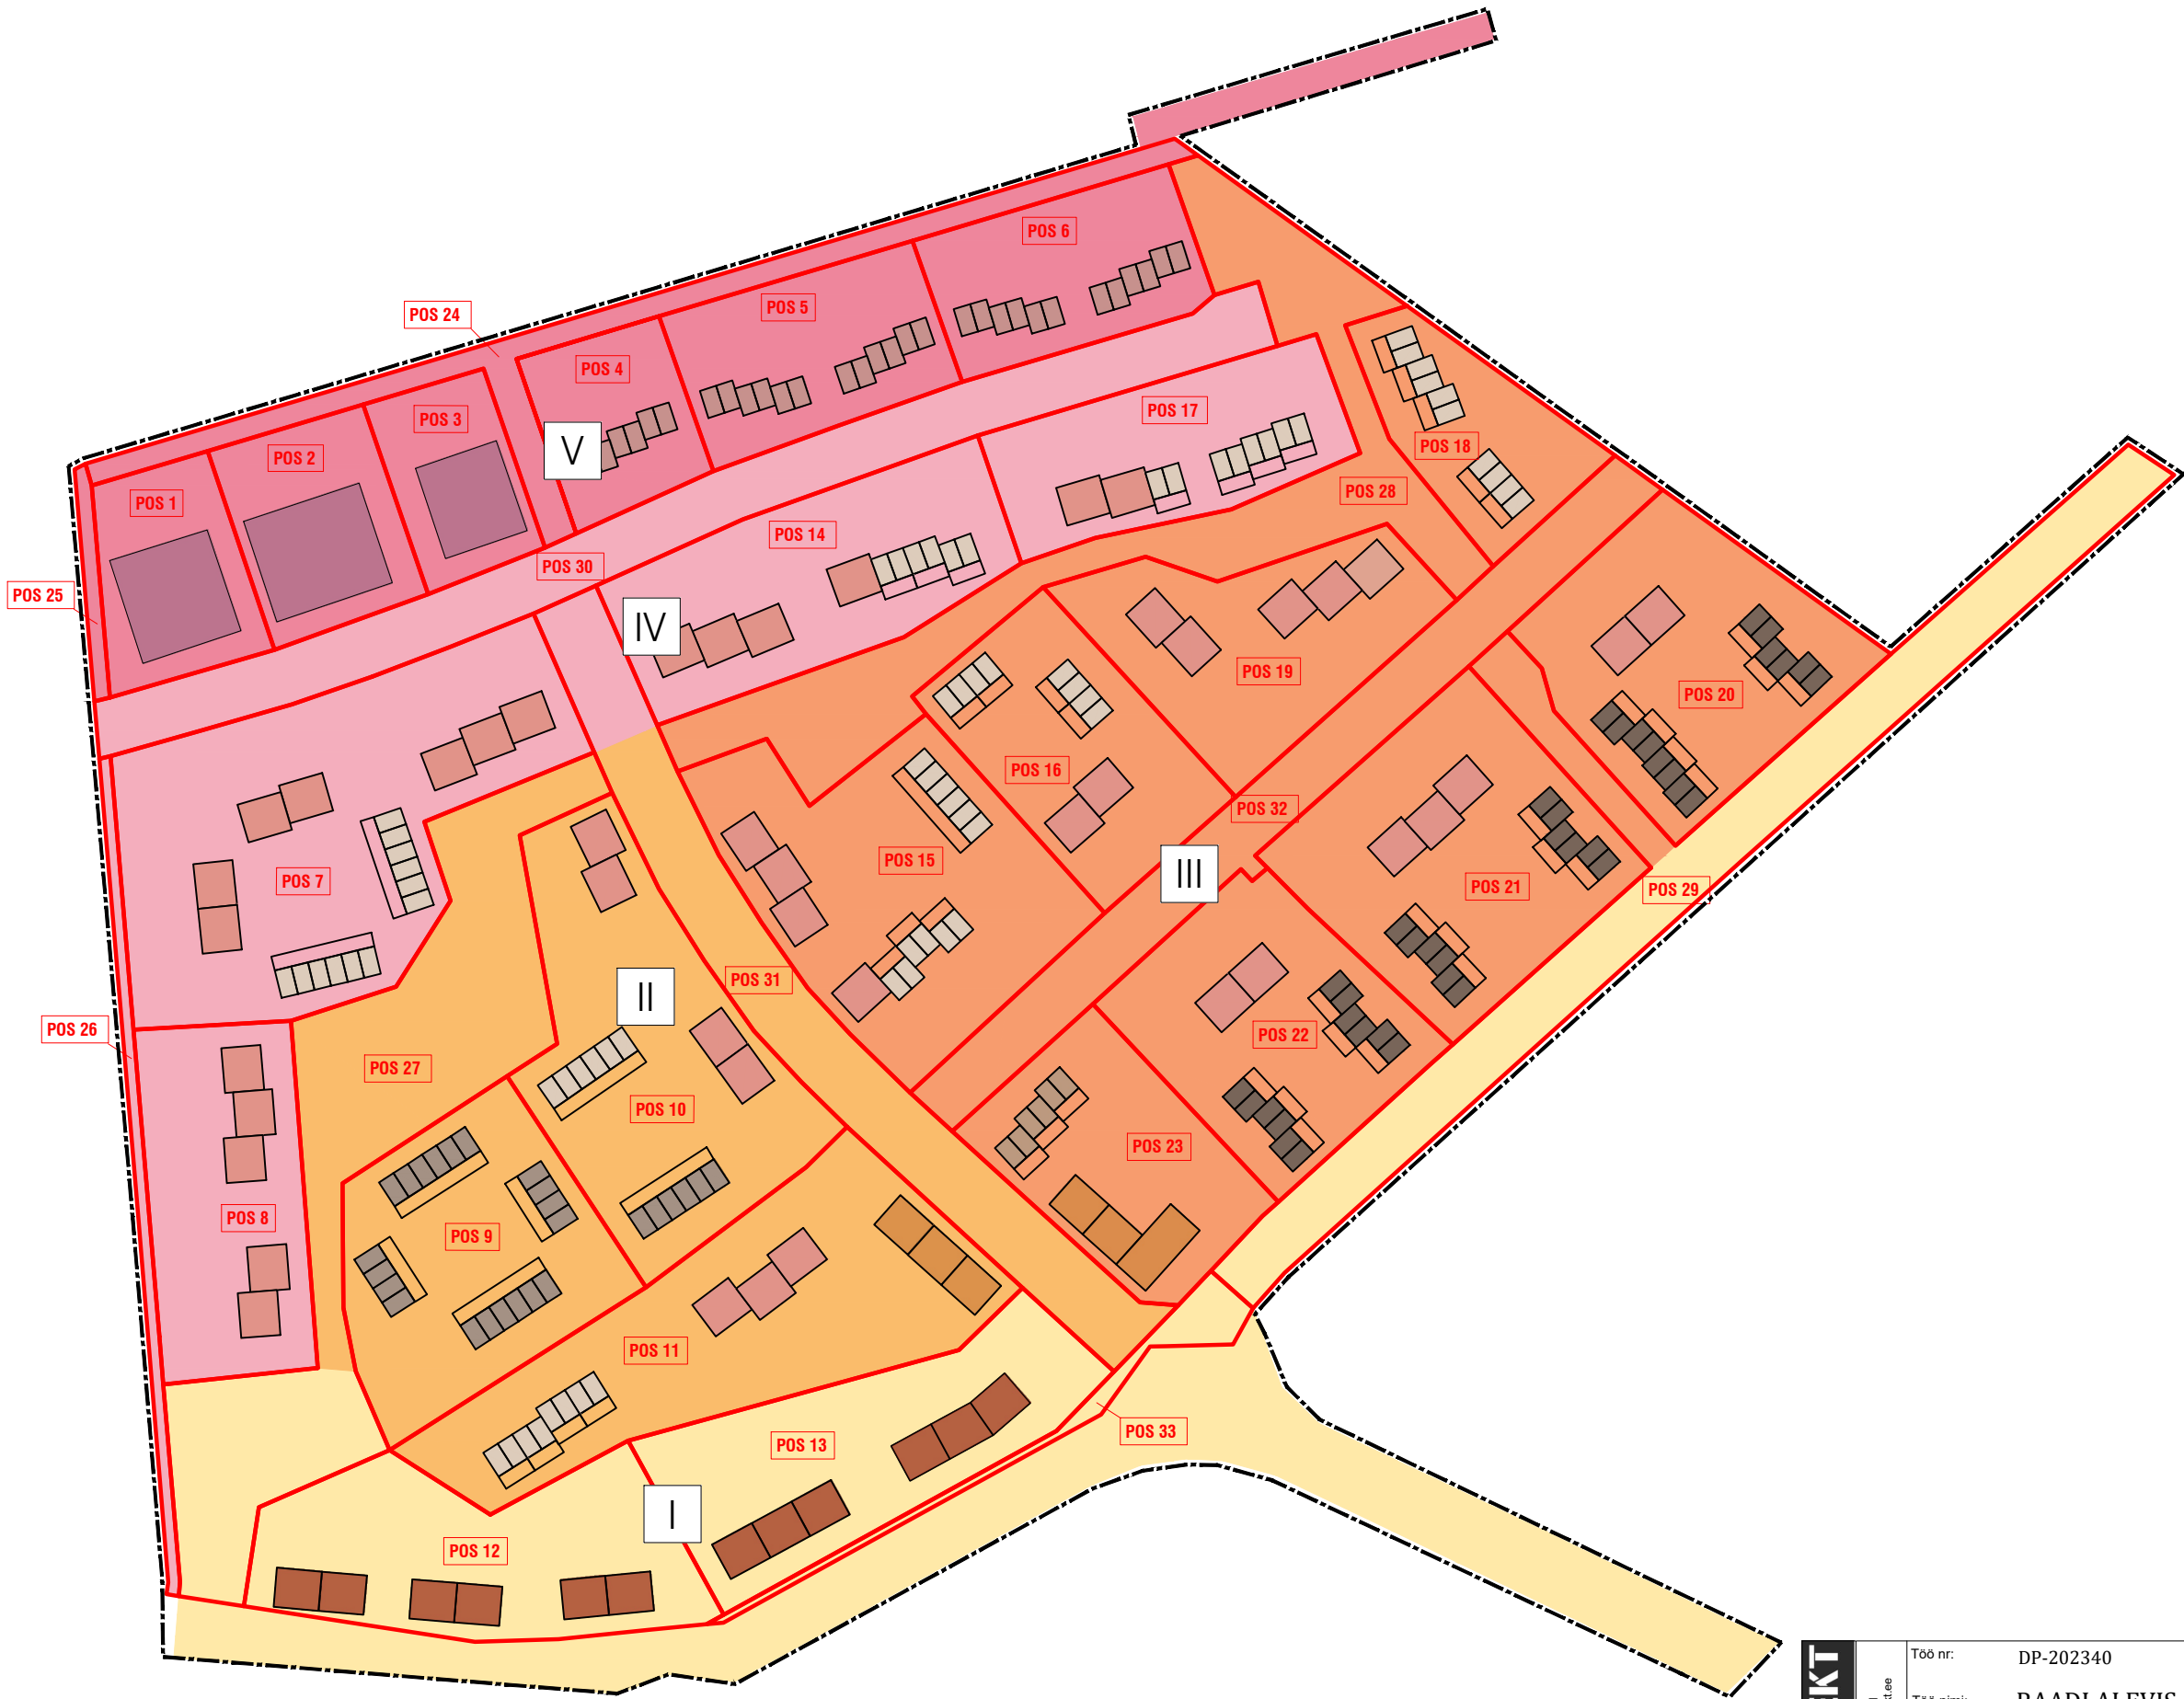 POS 6
POS 5
POS 24
POS 4
POS 3
POS 17
V
POS 2
POS 18
POS 1
POS 28
POS 14
POS 30
POS 25
IV
POS 19
POS 20
POS 16
POS 32
POS 15
III
POS 7
POS 21
POS 29
POS 31
II
POS 26
POS 22
POS 27
POS 10
POS 23
POS 8
POS 9
POS 11
POS 33
POS 13
I
POS 12
Töö nr: DP-202340